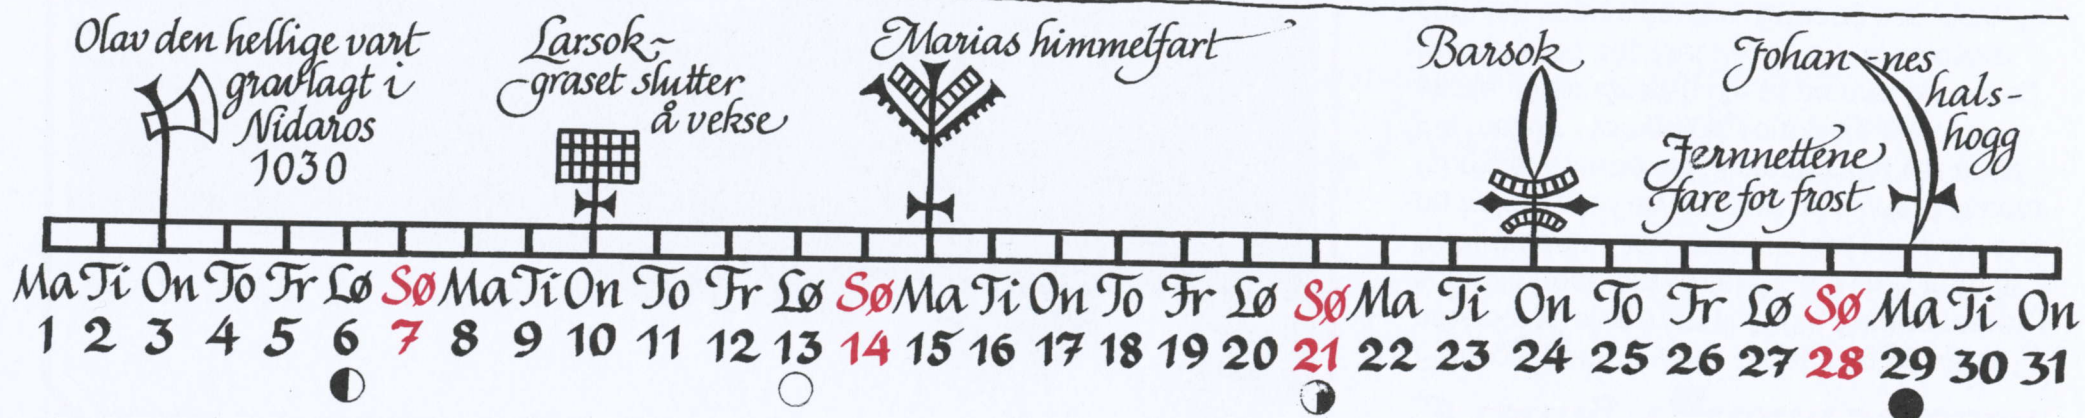 Olav den hellige vart
gravlagt i
Nidaros
1030
Larsok-
graset slutter
å vekse
Marias himmelfart
Barsok
Johan-nes
hals-
hogg
Jernnettene
fare for frost
Ma Ti On To Fr Lø Sø Ma Ti On To Fr Lø Sø Ma Ti On To Fr Lø Sø Ma Ti On To Fr Lø Sø Ma Ti On
1 2 3 4 5 6 7 8 9 10 11 12 13 14 15 16 17 18 19 20 21 22 23 24 25 26 27 28 29 30 31